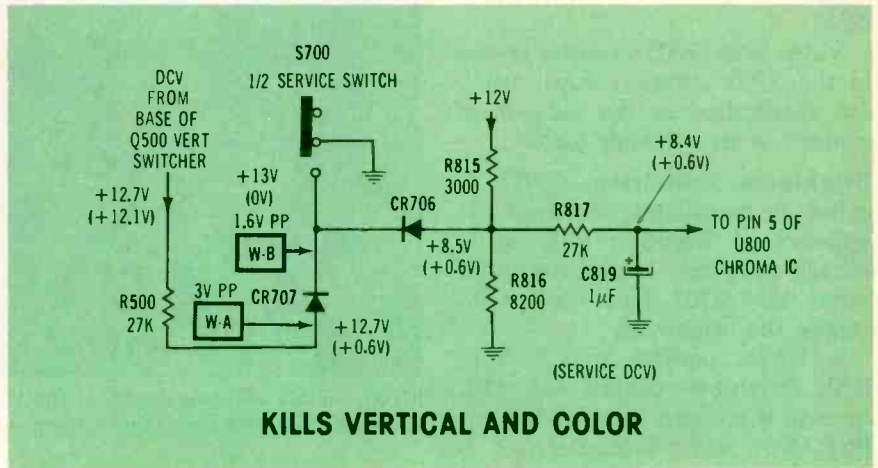 S700
1/2 SERVICE SWITCH
DCV
FROM
BASE OF
Q500 VERT
SWITCHER
+12.7V
(+12.1V)
+13V
(0V)
1.6V PP
W-B
3V PP
W-A
R500
27K
CR707
+12.7V
(+0.6V)
CR706
+12V
R815
3000
+8.5V
(+0.6V)
R816
8200
R817
27K
+8.4V
(+0.6V)
C819
1μF
+
TO PIN 5 OF
U800
CHROMA IC
(SERVICE DCV)
KILLS VERTICAL AND COLOR